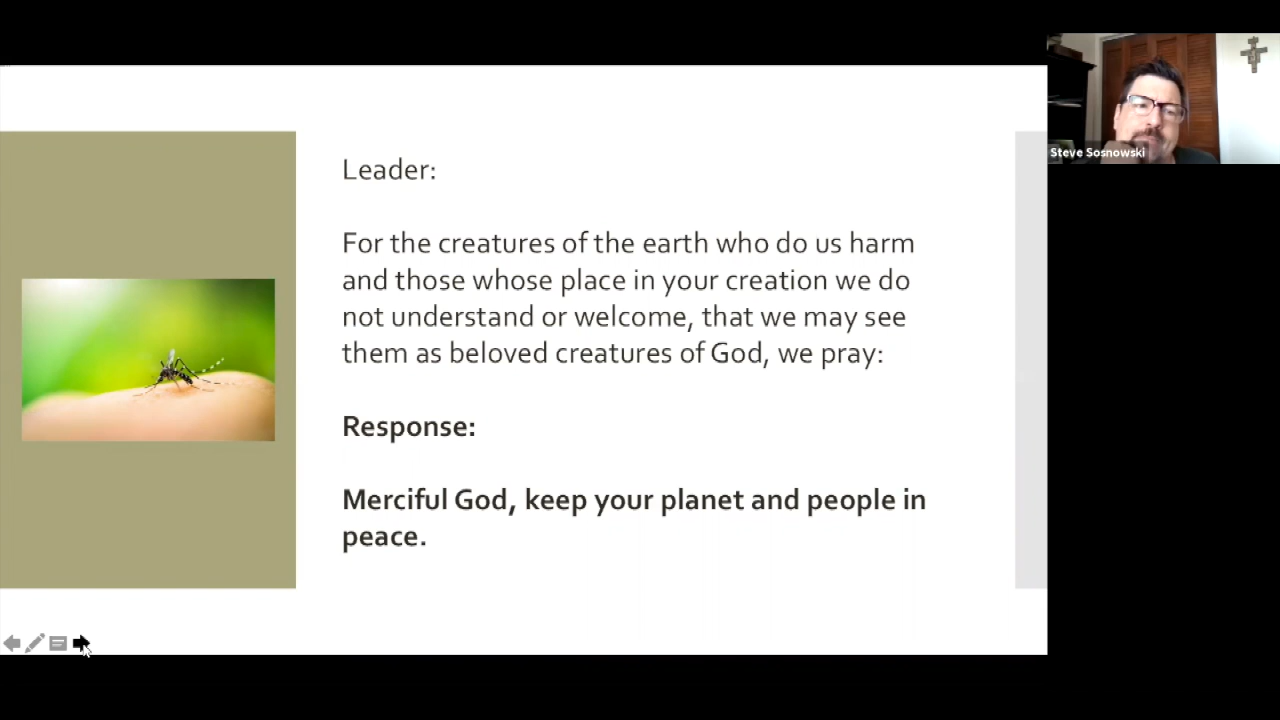 Leader:
For the creatures of the earth who do us harm
and those whose place in your creation we do
not understand or welcome, that we may see
them as beloved creatures of God, we pray:
Response:
Merciful God, keep your planet and people in
peace.
Steve Sosnowski